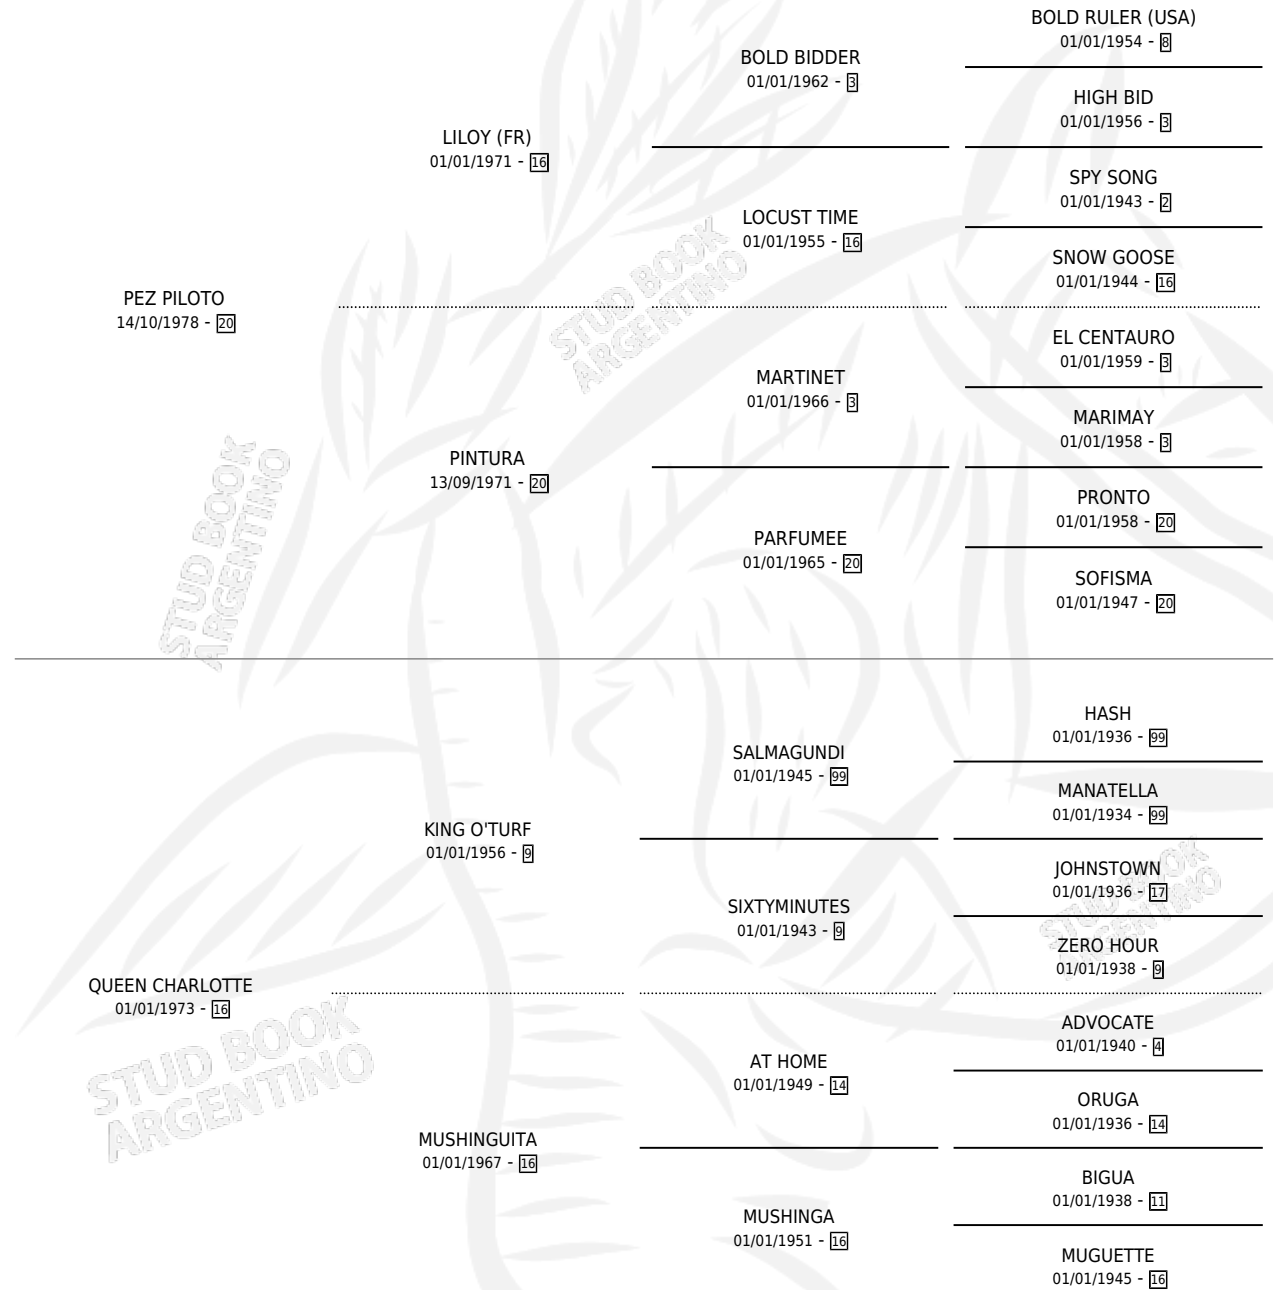 BOLD RULER (USA)
01/01/1954 - 8
BOLD BIDDER
01/01/1962 - 3
HIGH BID
01/01/1956 - 3
LILOY (FR)
01/01/1971 - 16
SPY SONG
01/01/1943 - 2
LOCUST TIME
01/01/1955 - 16
SNOW GOOSE
01/01/1944 - 16
PEZ PILOTO
14/10/1978 - 20
STUD BOOK
ARGENTINO
EL CENTAURO
01/01/1959 - 3
MARTINET
01/01/1966 - 3
MARIMAY
01/01/1958 - 3
PINTURA
13/09/1971 - 20
PRONTO
01/01/1958 - 20
PARFUMEE
01/01/1965 - 20
SOFISMA
01/01/1947 - 20
STUD BOOK
ARGENTINO
HASH
01/01/1936 - 99
SALMAGUNDI
01/01/1945 - 99
MANATELLA
01/01/1934 - 99
KING O'TURF
01/01/1956 - 9
JOHNSTOWN
01/01/1936 - 17
SIXTYMINUTES
01/01/1943 - 9
STUD BOOK
ARGENTINO
ZERO HOUR
01/01/1938 - 9
QUEEN CHARLOTTE
01/01/1973 - 16
STUD BOOK
ARGENTINO
ADVOCATE
01/01/1940 - 4
AT HOME
01/01/1949 - 14
ORUGA
01/01/1936 - 14
MUSHINGUITA
01/01/1967 - 16
BIGUA
01/01/1938 - 11
MUSHINGA
01/01/1951 - 16
MUGUETTE
01/01/1945 - 16